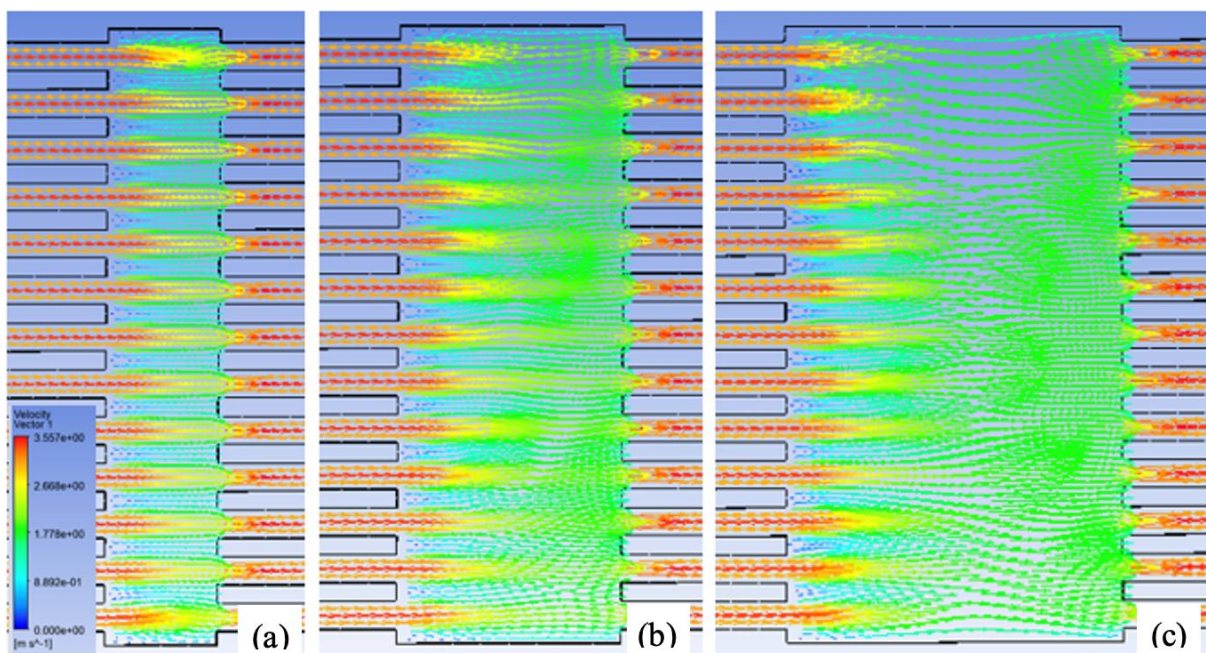 Velocity
Vector 1
3.557e+00
2.668e+00
1.778e+00
8.892e-01
0.000e+00
[m s^-1]
(a)
(b)
(c)